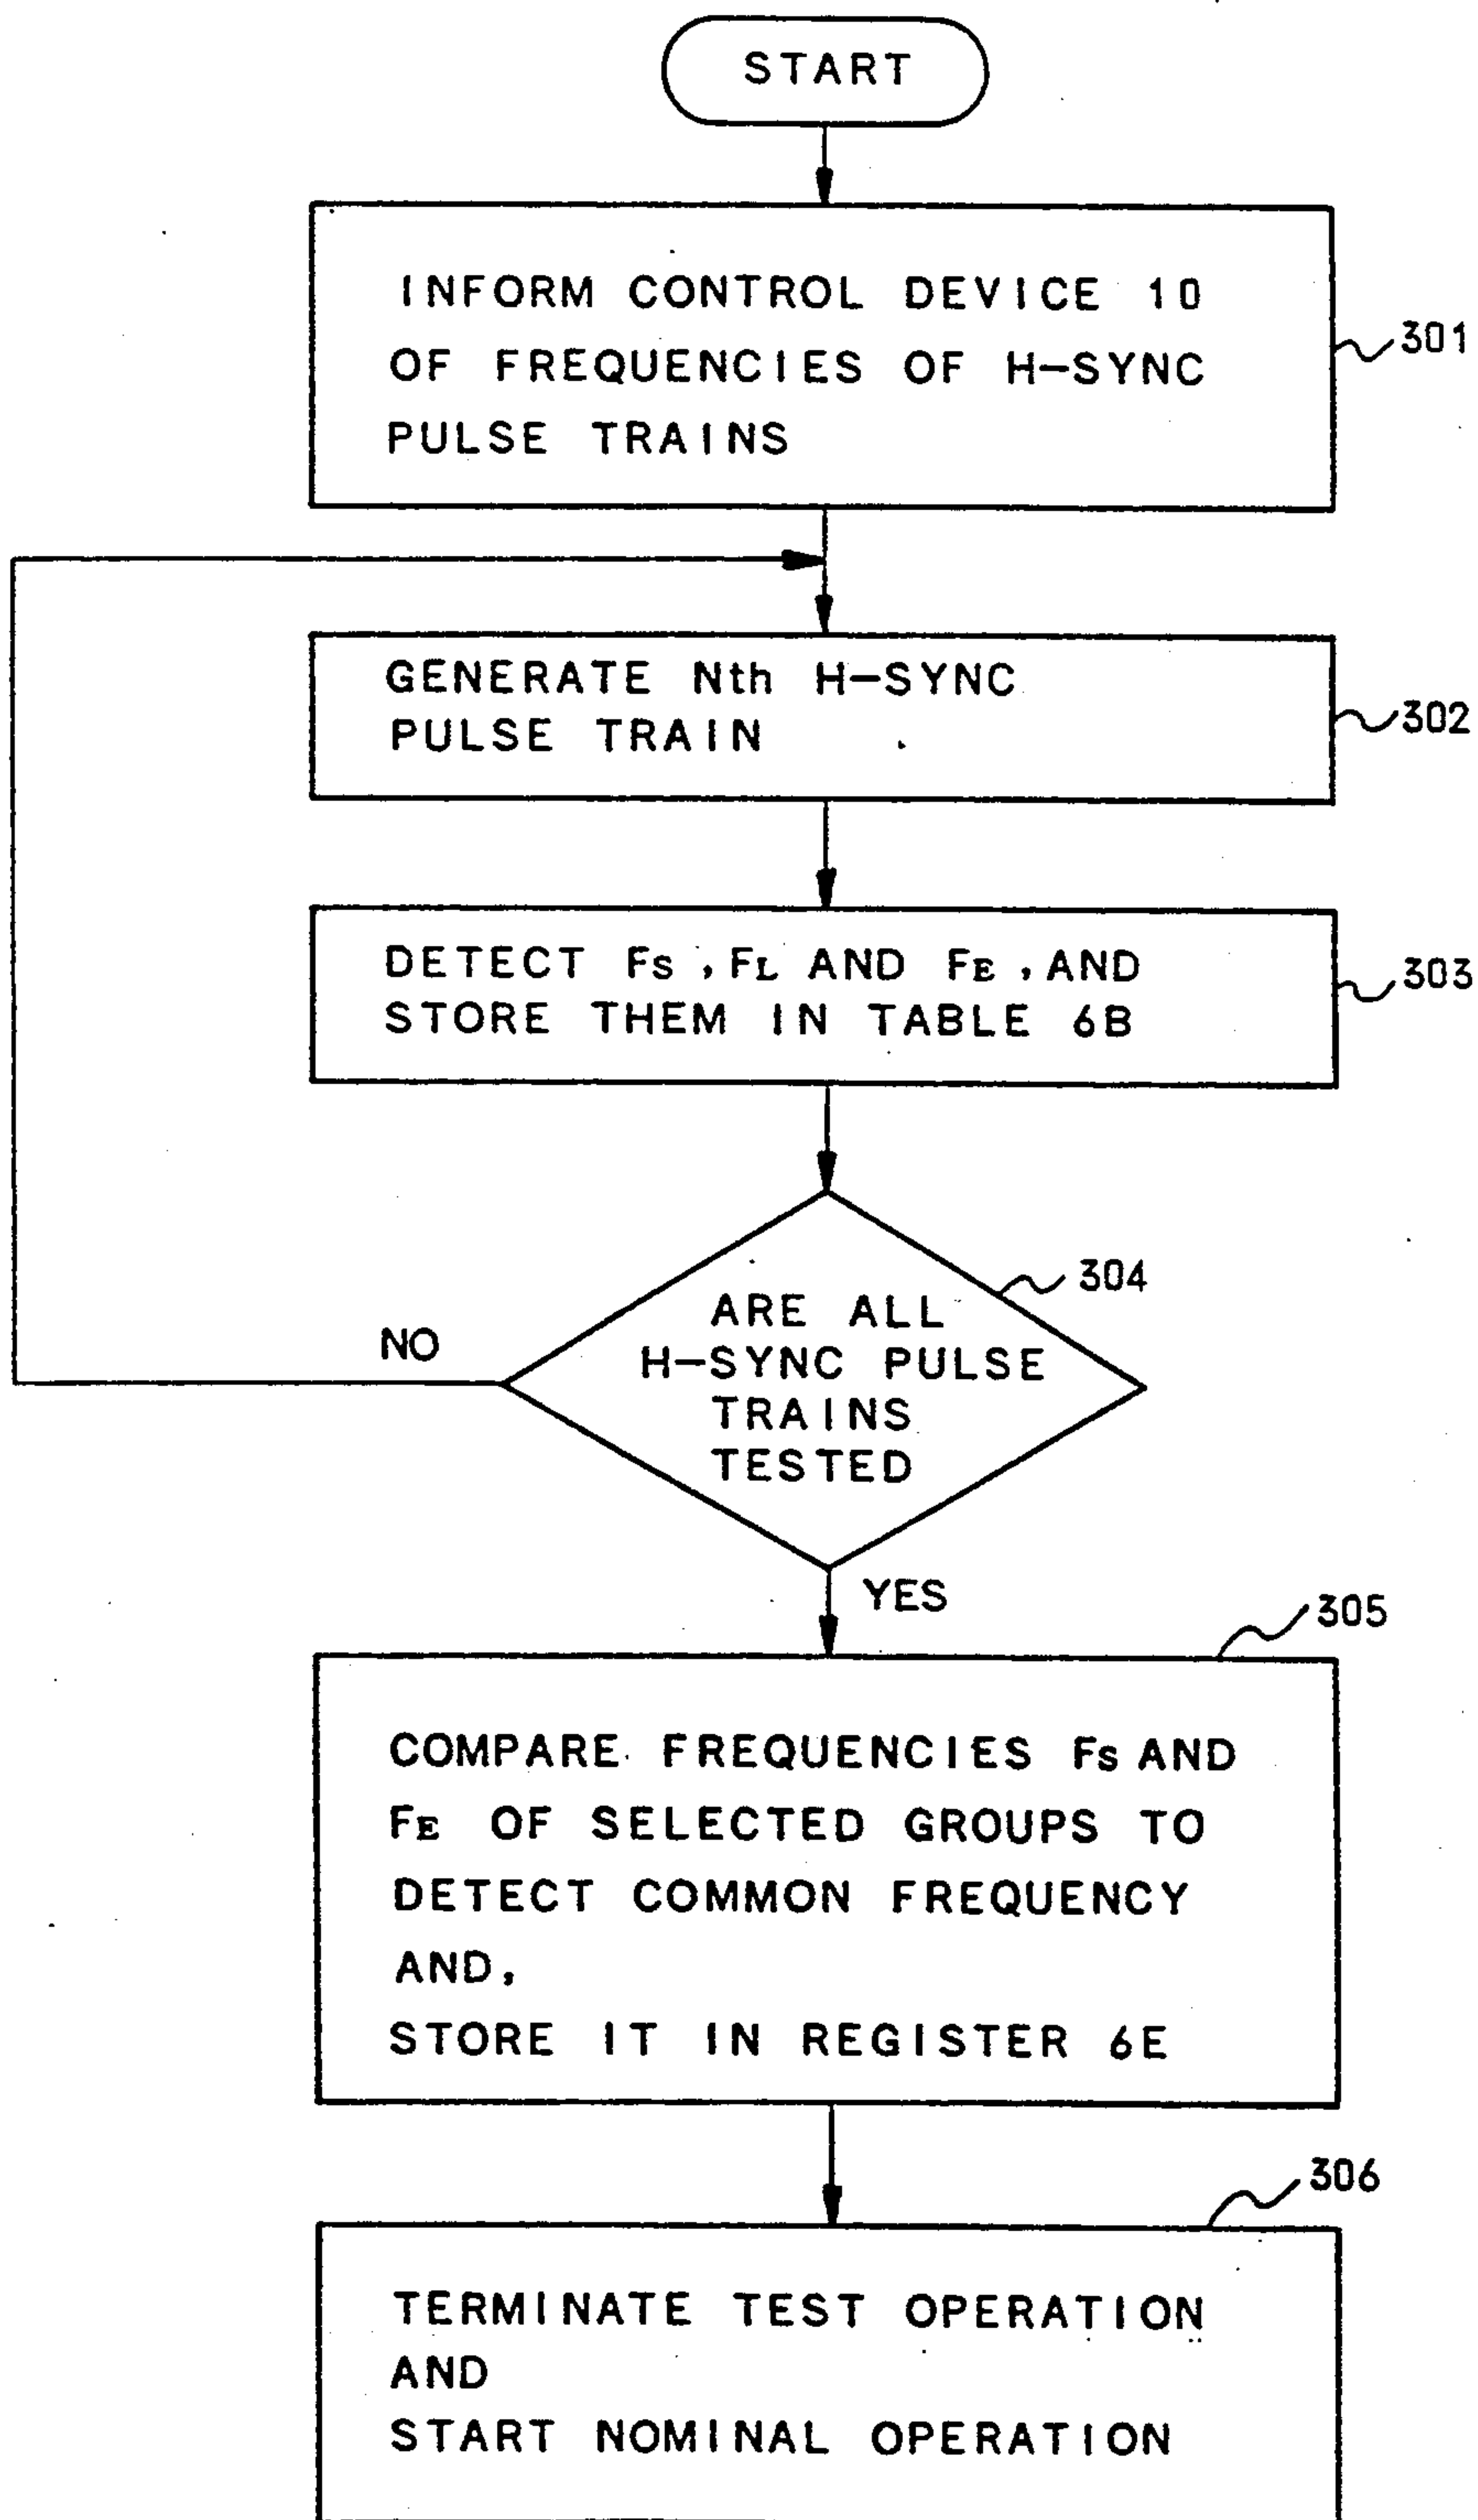 START
INFORM CONTROL DEVICE 10
OF FREQUENCIES OF H-SYNC
PULSE TRAINS
301
GENERATE Nth H-SYNC
PULSE TRAIN
302
DETECT FS, FL AND FE, AND
STORE THEM IN TABLE 6B
303
304
ARE ALL
H-SYNC PULSE
TRAINS
TESTED
NO
YES
305
COMPARE FREQUENCIES FS AND
FE OF SELECTED GROUPS TO
DETECT COMMON FREQUENCY
AND,
STORE IT IN REGISTER 6E
306
TERMINATE TEST OPERATION
AND
START NOMINAL OPERATION